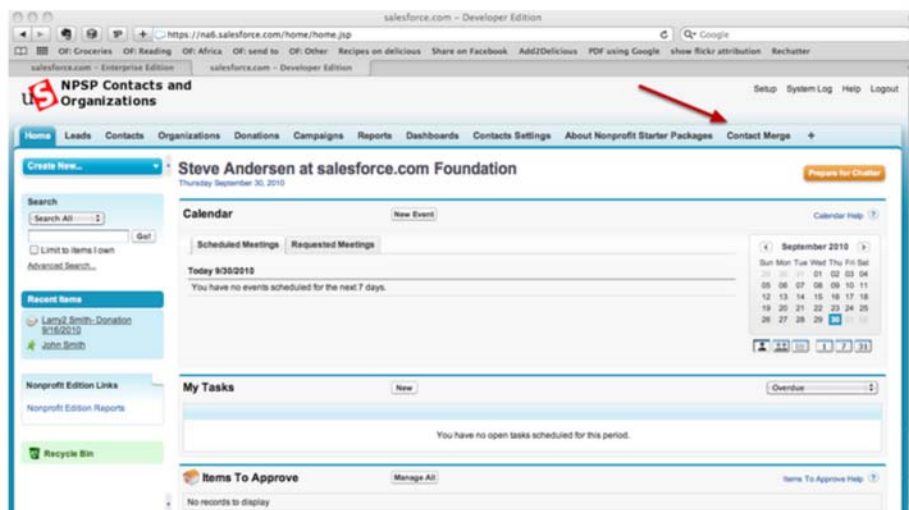 salesforce.com - Developer Edition
https://na6.salesforce.com/home/home.jsp
Google
OF: Groceries OF: Reading OF: Africa OF: send to OF: Other Recipes on delicious Share on Facebook Add2Delicious PDF using Google show flickr attribution Rechatter
salesforce.com - Enterprise Edition salesforce.com - Developer Edition
NPSP Contacts and
Organizations
Setup System Log Help Logout
Home Leads Contacts Organizations Donations Campaigns Reports Dashboards Contacts Settings About Nonprofit Starter Packages Contact Merge +
Create New...
Steve Andersen at salesforce.com Foundation
Thursday September 30, 2010
Prepare for Chatter
Search
Search All
Go!
Limit to items I own
Advanced Search...
Calendar New Event Calendar Help ?
Scheduled Meetings Requested Meetings
Today 9/30/2010
You have no events scheduled for the next 7 days.
September 2010
Sun Mon Tue Wed Thu Fri Sat
29 30 31 01 02 03 04
05 06 07 08 09 10 11
12 13 14 15 16 17 18
19 20 21 22 23 24 25
26 27 28 29 30 01 02
1 7 31
Recent Items
Larry2 Smith- Donation
9/16/2010
John Smith
Nonprofit Edition Links
Nonprofit Edition Reports
Recycle Bin
My Tasks New Overdue
You have no open tasks scheduled for this period.
Items To Approve Manage All Items To Approve Help ?
No records to display